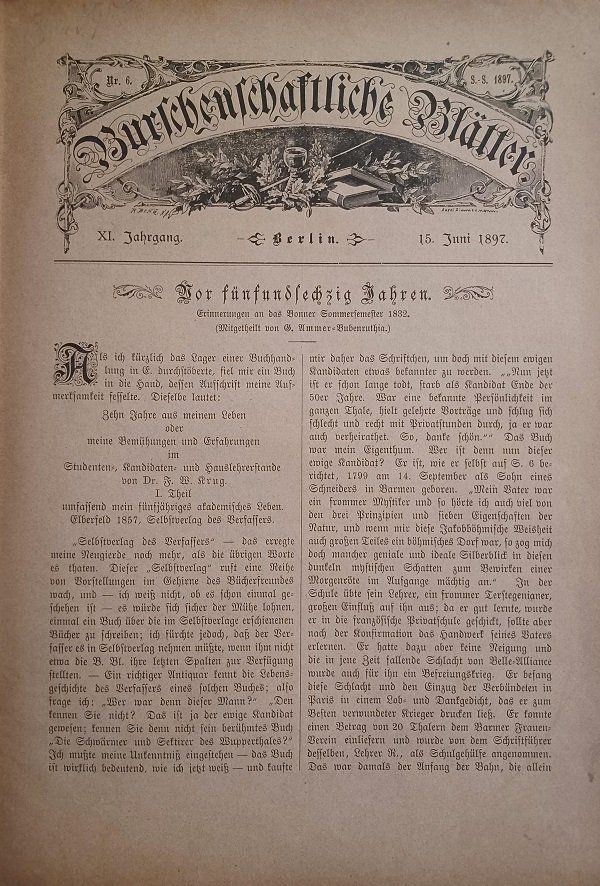 Nr. 6.
S.-S. 1897.
Burschenschaftliche Blätter.
XI. Jahrgang.
Berlin.
15. Juni 1897.
Vor fünfundsechzig Jahren.
Erinnerungen an das Bonner Sommersemester 1832.
(Mitgetheilt von G. Ammer-Bubenruthia.)
Als ich kürzlich das Lager einer Buchhand-
lung in E. durchstöberte, fiel mir ein Buch
in die Hand, dessen Aufschrift meine Auf-
merksamkeit fesselte. Dieselbe lautet:
Zehn Jahre aus meinem Leben
oder
meine Bemühungen und Erfahrungen
im
Studenten-, Kandidaten- und Hauslehrerstande
von Dr. F. W. Krug.
I. Theil
umfassend mein fünfjähriges akademisches Leben.
Elberfeld 1857, Selbstverlag des Verfassers.
„Selbstverlag des Verfassers“ — das erregte
meine Neugierde noch mehr, als die übrigen Worte
es thaten. Dieser „Selbstverlag“ ruft eine Reihe
von Vorstellungen im Gehirne des Bücherfreundes
wach, und — ich weiß nicht, ob es schon einmal ge-
schehen ist — es würde sich sicher der Mühe lohnen,
einmal ein Buch über die im Selbstverlage erschienenen
Bücher zu schreiben; ich fürchte jedoch, daß der Ver-
fasser es in Selbstverlag nehmen müßte, wenn ihm nicht
etwa die B. Bl. ihre letzten Spalten zur Verfügung
stellten. — Ein richtiger Antiquar kennt die Lebens-
geschichte des Verfassers eines solchen Buches; also
frage ich: „Wer war denn dieser Mann?“ „Den
kennen Sie nicht? Das ist ja der ewige Kandidat
gewesen; kennen Sie denn nicht sein berühmtes Buch
„Die Schwärmer und Sektirer des Wupperthales?“
Ich mußte meine Unkenntniß eingestehen — das Buch
ist wirklich bedeutend, wie ich jetzt weiß — und kaufte
mir daher das Schriftchen, um doch mit diesem ewigen
Kandidaten etwas bekannter zu werden. „„Nun jetzt
ist er schon lange todt, starb als Kandidat Ende der
50er Jahre. War eine bekannte Persönlichkeit im
ganzen Thale, hielt gelehrte Vorträge und schlug sich
schlecht und recht mit Privatstunden durch, ja er war
auch verheirathet. So, danke schön.““ Das Buch
war mein Eigenthum. Wer ist denn nun dieser
ewige Kandidat? Er ist, wie er selbst auf S. 6 be-
richtet, 1799 am 14. September als Sohn eines
Schneiders in Barmen geboren. „Mein Vater war
ein frommer Mystiker und so hörte ich auch viel von
den drei Prinzipien und sieben Eigenschaften der
Natur, und wenn mir diese Jakobböhmsche Weisheit
auch großen Teiles ein böhmisches Dorf war, so zog mich
doch mancher geniale und ideale Silberblick in diesen
dunkeln mystischen Schatten zum Bewirken einer
Morgenröte im Aufgange mächtig an.“ In der
Schule übte sein Lehrer, ein frommer Terstegenianer,
großen Einfluß auf ihn aus; da er gut lernte, wurde
er in die französische Privatschule geschickt, sollte aber
nach der Konfirmation das Handwerk seines Vaters
erlernen. Er hatte dazu aber keine Neigung und
die in jene Zeit fallende Schlacht von Belle-Alliance
wurde auch für ihn ein Befreiungskrieg. Er besang
diese Schlacht und den Einzug der Verbündeten in
Paris in einem Lob- und Dankgedicht, das er zum
Besten verwundeter Krieger drucken ließ. Er konnte
einen Betrag von 20 Thalern dem Barmer Frauen-
Verein einliefern und wurde von dem Schriftführer
desselben, Lehrer R., als Schulgehülfe angenommen.
Das war damals der Anfang der Bahn, die allein